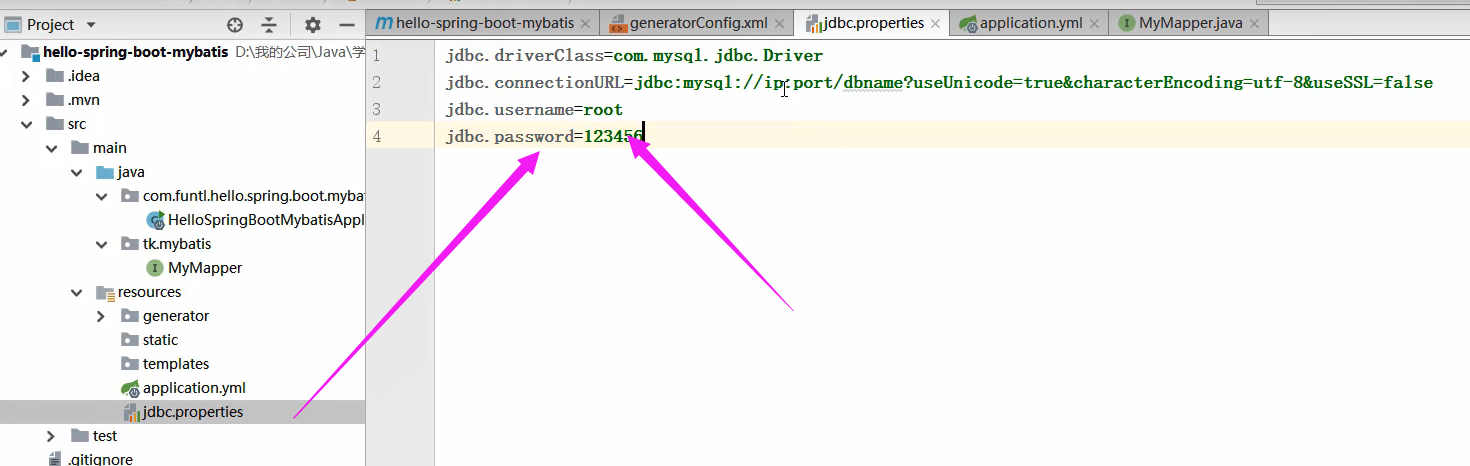 Project
hello-spring-boot-mybatis
generatorConfig.xml
jdbc.properties
application.yml
MyMapper.java
hello-spring-boot-mybatis D:\我的公司\Java\学
.idea
.mvn
src
main
java
com.funtl.hello.spring.boot.mybat
HelloSpringBootMybatisAppl
tk.mybatis
MyMapper
resources
generator
static
templates
application.yml
jdbc.properties
test
.gitignore
1 jdbc.driverClass=com.mysql.jdbc.Driver
2 jdbc.connectionURL=jdbc:mysql://ip:port/dbname?useUnicode=true&characterEncoding=utf-8&useSSL=false
3 jdbc.username=root
4 jdbc.password=123456